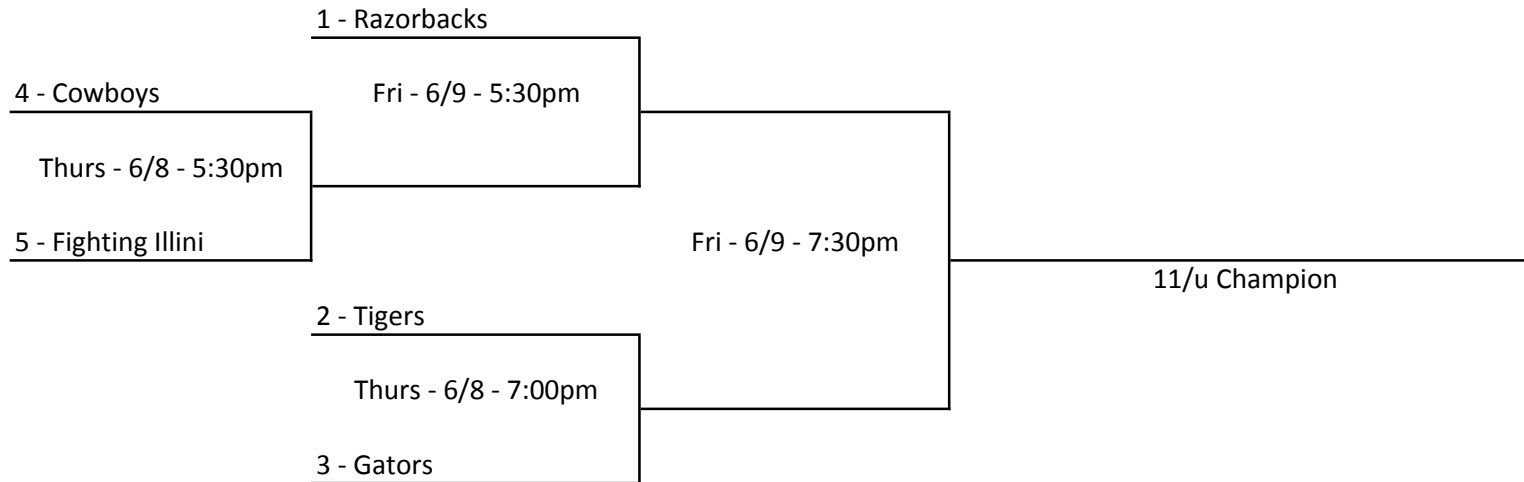 1 - Razorbacks
4 - Cowboys
Fri - 6/9 - 5:30pm
Thurs - 6/8 - 5:30pm
5 - Fighting Illini
Fri - 6/9 - 7:30pm
11/u Champion
2 - Tigers
Thurs - 6/8 - 7:00pm
3 - Gators